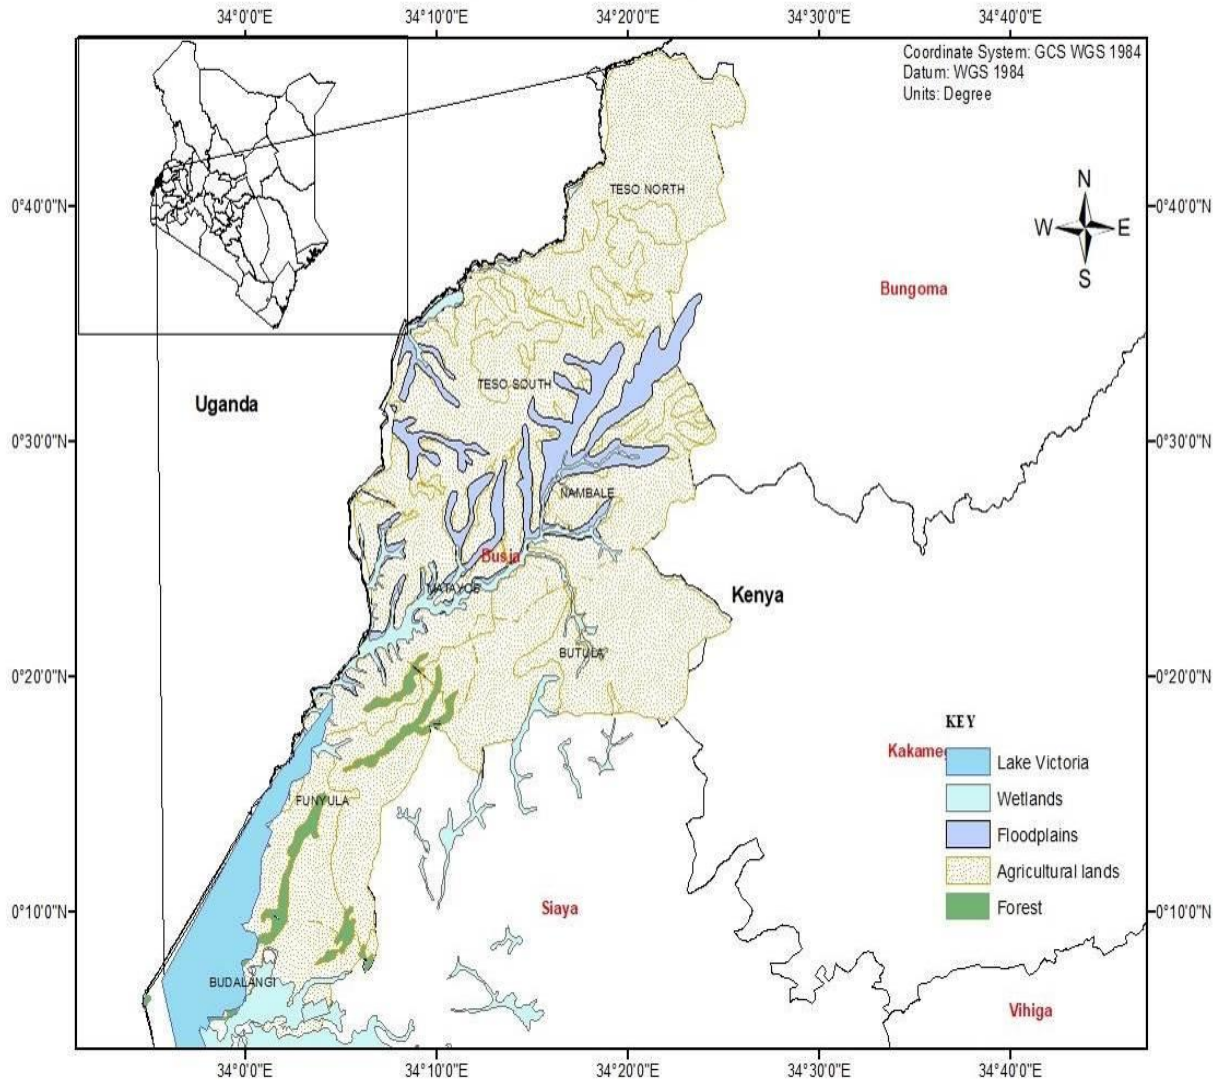 34°0'0"E 34°10'0"E 34°20'0"E 34°30'0"E 34°40'0"E
Coordinate System: GCS WGS 1984
Datum: WGS 1984
Units: Degree
TESO NORTH
N
0°40'0"N 0°40'0"N
W E
S
Bungoma
TESO SOUTH
Uganda
0°30'0"N 0°30'0"N
NAMBALE
Busia
MATAYOS
Kenya
BUTULA
0°20'0"N 0°20'0"N
KEY
Kakameg
Lake Victoria
Wetlands
FUNYULA
Floodplains
Agricultural lands
Forest
Siaya
0°10'0"N 0°10'0"N
BUDALANGI
Vihiga
34°0'0"E 34°10'0"E 34°20'0"E 34°30'0"E 34°40'0"E